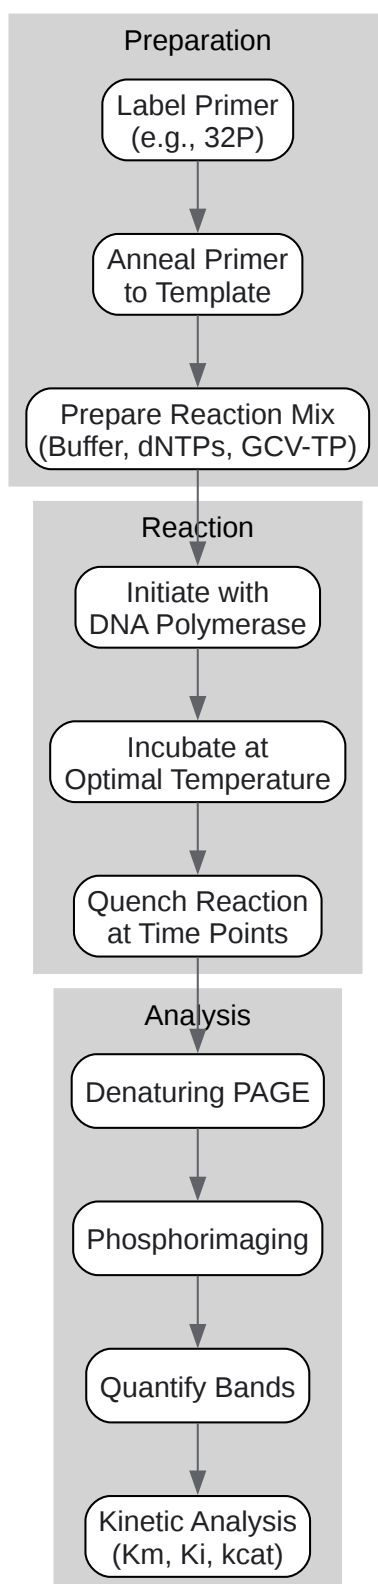 Preparation
Label Primer
(e.g., 32P)
Anneal Primer
to Template
Prepare Reaction Mix
(Buffer, dNTPs, GCV-TP)
Reaction
Initiate with
DNA Polymerase
Incubate at
Optimal Temperature
Quench Reaction
at Time Points
Analysis
Denaturing PAGE
Phosphorimaging
Quantify Bands
Kinetic Analysis
(Km, Ki, kcat)